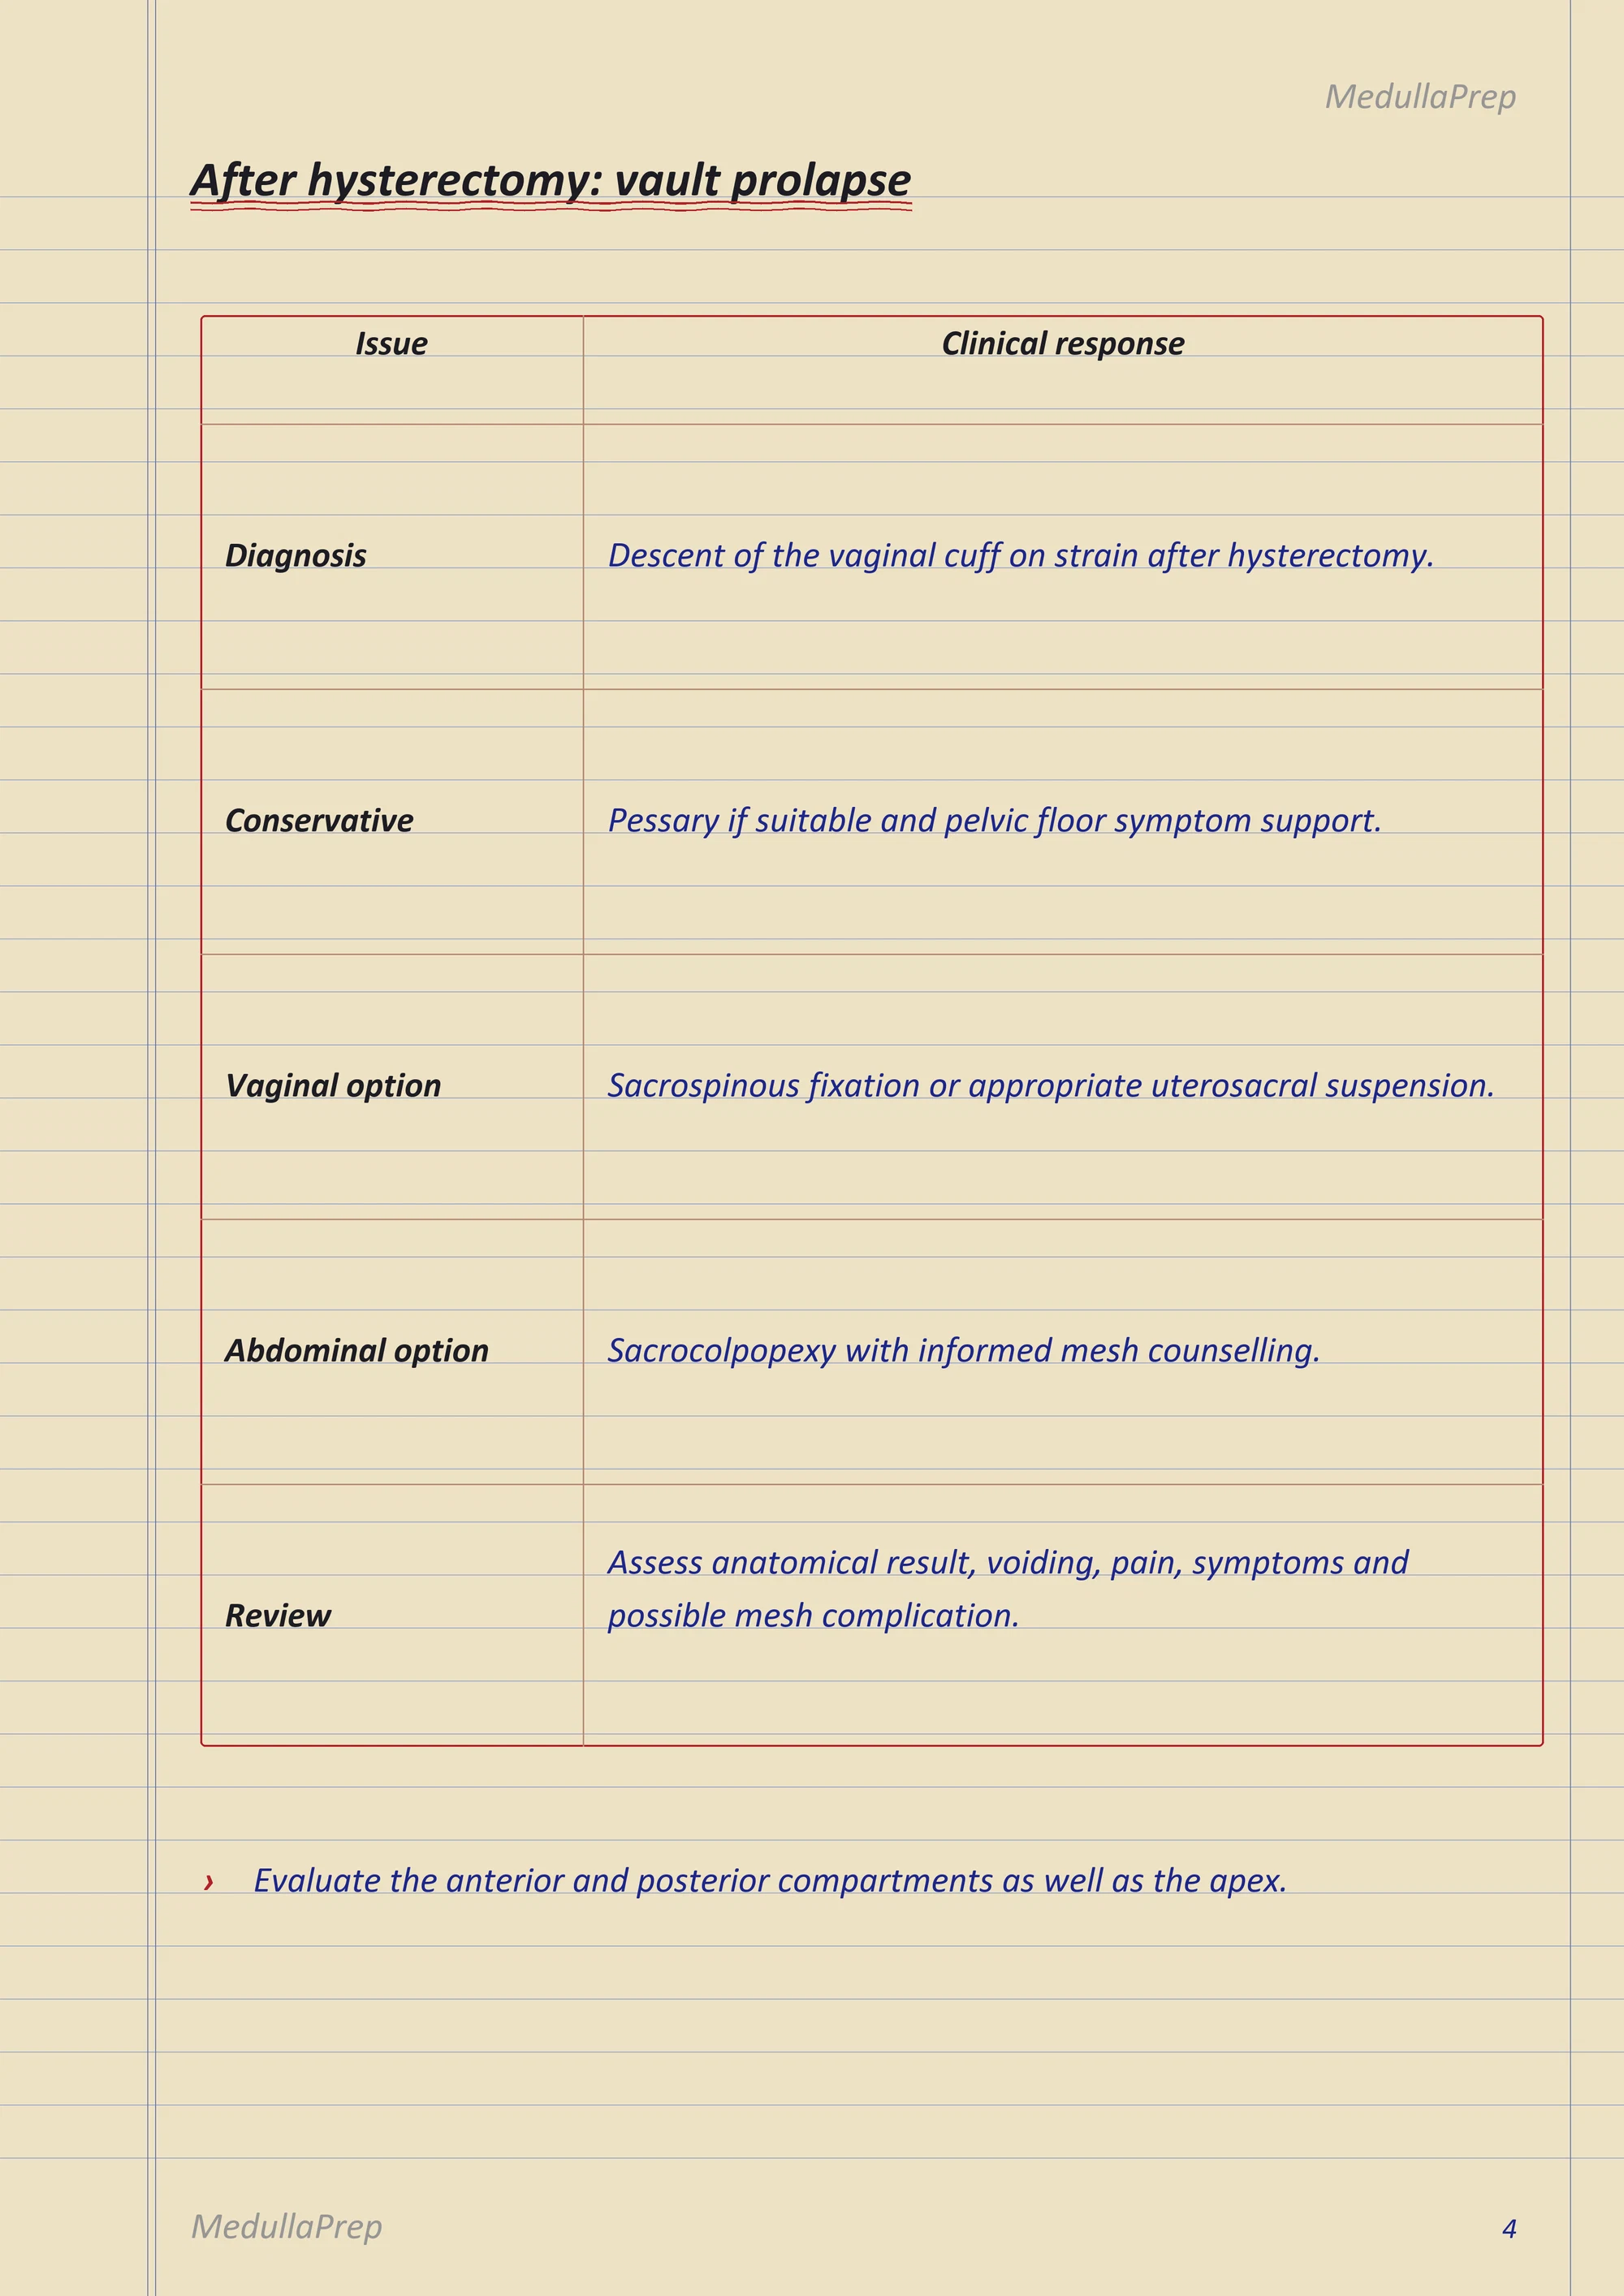 MedullaPrep
After hysterectomy: vault prolapse
Issue Clinical response
Diagnosis Descent of the vaginal cuff on strain after hysterectomy.
Conservative Pessary if suitable and pelvic floor symptom support.
Vaginal option Sacrospinous fixation or appropriate uterosacral suspension.
Abdominal option Sacrocolpopexy with informed mesh counselling.
Assess anatomical result, voiding, pain, symptoms and
Review possible mesh complication.
› Evaluate the anterior and posterior compartments as well as the apex.
MedullaPrep 4